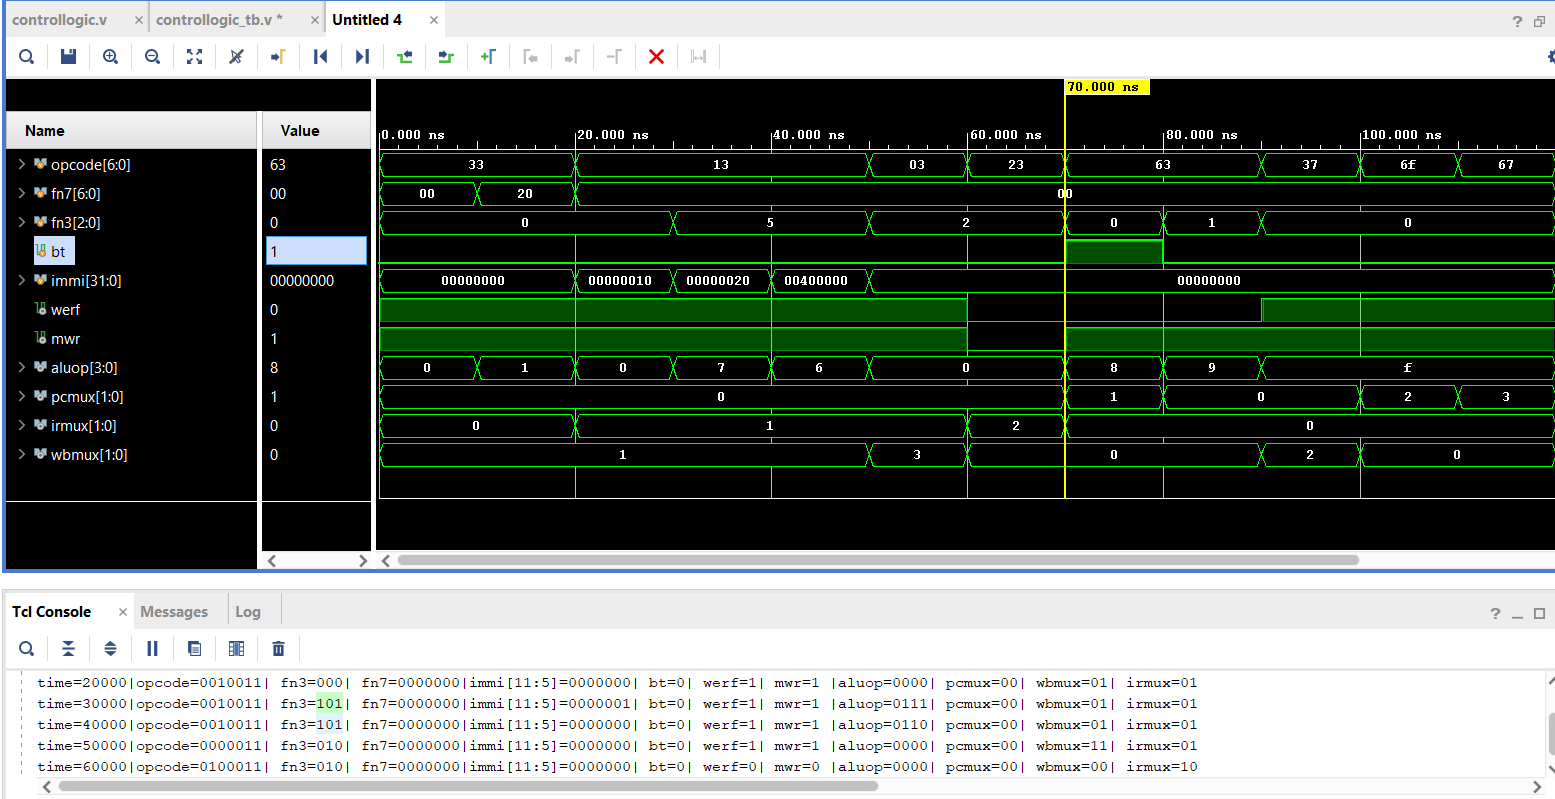 controllogic.v × controllogic_tb.v * × Untitled 4 ×
?
70.000 ns
Name Value
0.000 ns 20.000 ns 40.000 ns 60.000 ns 80.000 ns 100.000 ns
opcode[6:0] 63 33 13 03 23 63 37 6f 67
fn7[6:0] 00 00 20 00
fn3[2:0] 0 0 5 2 0 1 0
bt 1
immi[31:0] 00000000 00000000 00000010 00000020 00400000 00000000
werf 0
mwr 1
aluop[3:0] 8 0 1 0 7 6 0 8 9 f
pcmux[1:0] 1 0 1 0 2 3
irmux[1:0] 0 0 1 2 0
wbmux[1:0] 0 1 3 0 2 0
Tcl Console × Messages Log
?
time=20000|opcode=0010011| fn3=000| fn7=0000000|immi[11:5]=0000000| bt=0| werf=1| mwr=1 |aluop=0000| pcmux=00| wbmux=01| irmux=01
time=30000|opcode=0010011| fn3=101| fn7=0000000|immi[11:5]=0000001| bt=0| werf=1| mwr=1 |aluop=0111| pcmux=00| wbmux=01| irmux=01
time=40000|opcode=0010011| fn3=101| fn7=0000000|immi[11:5]=0000000| bt=0| werf=1| mwr=1 |aluop=0110| pcmux=00| wbmux=01| irmux=01
time=50000|opcode=0000011| fn3=010| fn7=0000000|immi[11:5]=0000000| bt=0| werf=1| mwr=1 |aluop=0000| pcmux=00| wbmux=11| irmux=01
time=60000|opcode=0100011| fn3=010| fn7=0000000|immi[11:5]=0000000| bt=0| werf=0| mwr=0 |aluop=0000| pcmux=00| wbmux=00| irmux=10